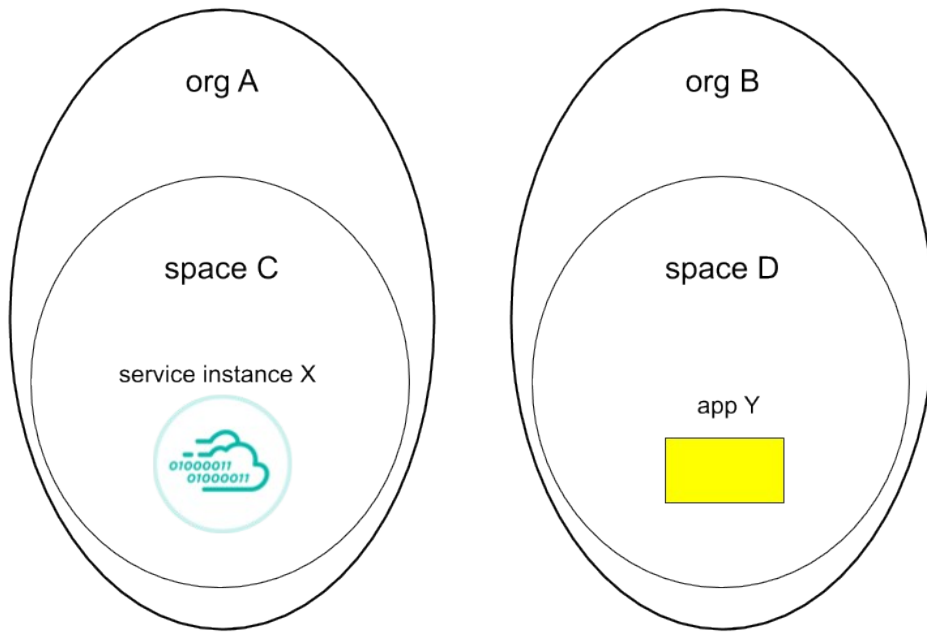 org A
org B
space C
space D
service instance X
app Y
01000011
01000011